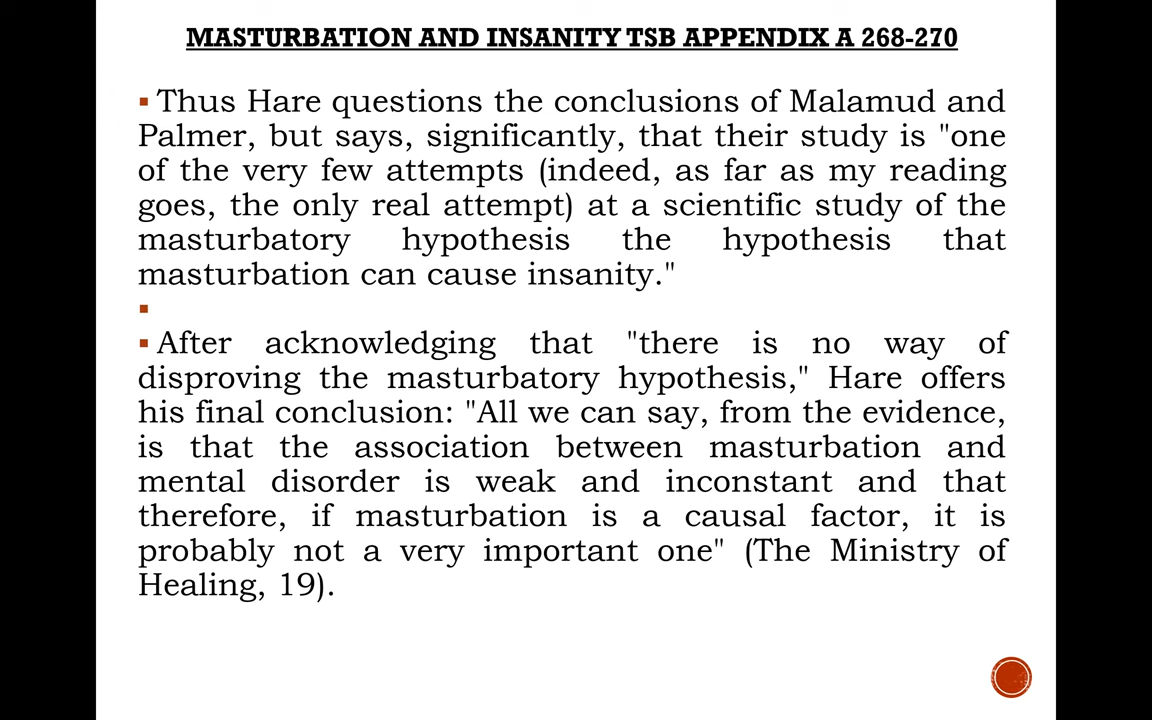 MASTURBATION AND INSANITY TSB APPENDIX A 268-270
Thus Hare questions the conclusions of Malamud and
Palmer, but says, significantly, that their study is "one
of the very few attempts (indeed, as far as my reading
goes, the only real attempt) at a scientific study of the
masturbatory hypothesis the hypothesis that
masturbation can cause insanity."
After acknowledging that "there is no way of
disproving the masturbatory hypothesis," Hare offers
his final conclusion: "All we can say, from the evidence,
is that the association between masturbation and
mental disorder is weak and inconstant and that
therefore, if masturbation is a causal factor, it is
probably not a very important one" (The Ministry of
Healing, 19).